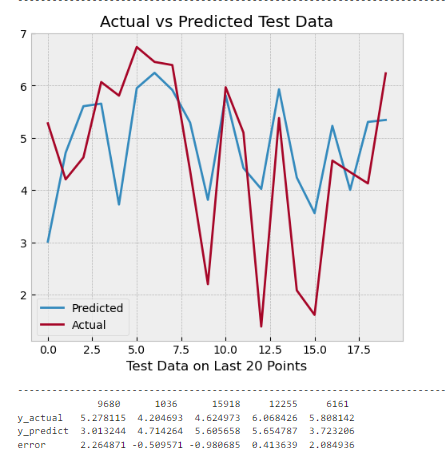 Actual vs Predicted Test Data
7
6
5
4
3
2
Predicted
Actual
0.0 2.5 5.0 7.5 10.0 12.5 15.0 17.5
Test Data on Last 20 Points
9680 1036 15918 12255 6161
y_actual 5.278115 4.204693 4.624973 6.068426 5.808142
y_predict 3.013244 4.714264 5.605658 5.654787 3.723206
error 2.264871 -0.509571 -0.980685 0.413639 2.084936